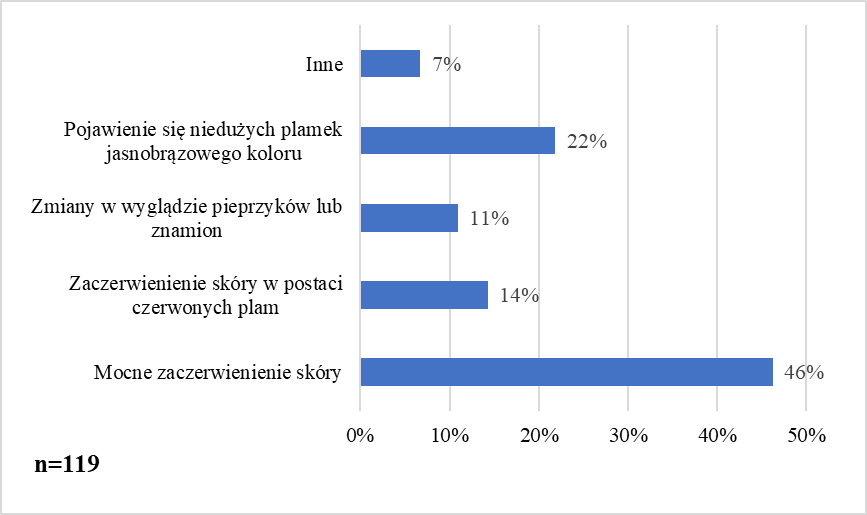 Inne
7%
Pojawienie się niedużych plamek
jasnobrązowego koloru
22%
Zmiany w wyglądzie pieprzyków lub
znamion
11%
Zaczerwienienie skóry w postaci
czerwonych plam
14%
Mocne zaczerwienienie skóry
46%
0% 10% 20% 30% 40% 50%
n=119